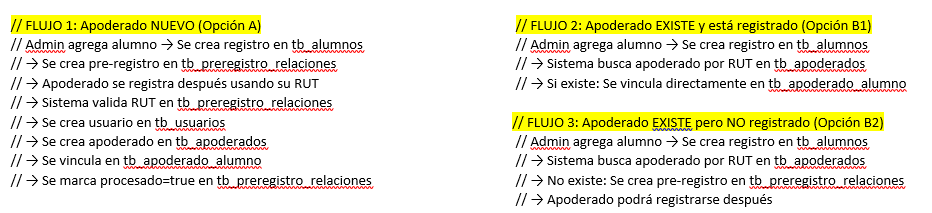 // FLUJO 1: Apoderado NUEVO (Opción A)
// Admin agrega alumno → Se crea registro en tb_alumnos
// → Se crea pre-registro en tb_preregistro_relaciones
// → Apoderado se registra después usando su RUT
// → Sistema valida RUT en tb_preregistro_relaciones
// → Se crea usuario en tb_usuarios
// → Se crea apoderado en tb_apoderados
// → Se vincula en tb_apoderado_alumno
// → Se marca procesado=true en tb_preregistro_relaciones
// FLUJO 2: Apoderado EXISTE y está registrado (Opción B1)
// Admin agrega alumno → Se crea registro en tb_alumnos
// → Sistema busca apoderado por RUT en tb_apoderados
// → Si existe: Se vincula directamente en tb_apoderado_alumno
// FLUJO 3: Apoderado EXISTE pero NO registrado (Opción B2)
// Admin agrega alumno → Se crea registro en tb_alumnos
// → Sistema busca apoderado por RUT en tb_apoderados
// → No existe: Se crea pre-registro en tb_preregistro_relaciones
// → Apoderado podrá registrarse después